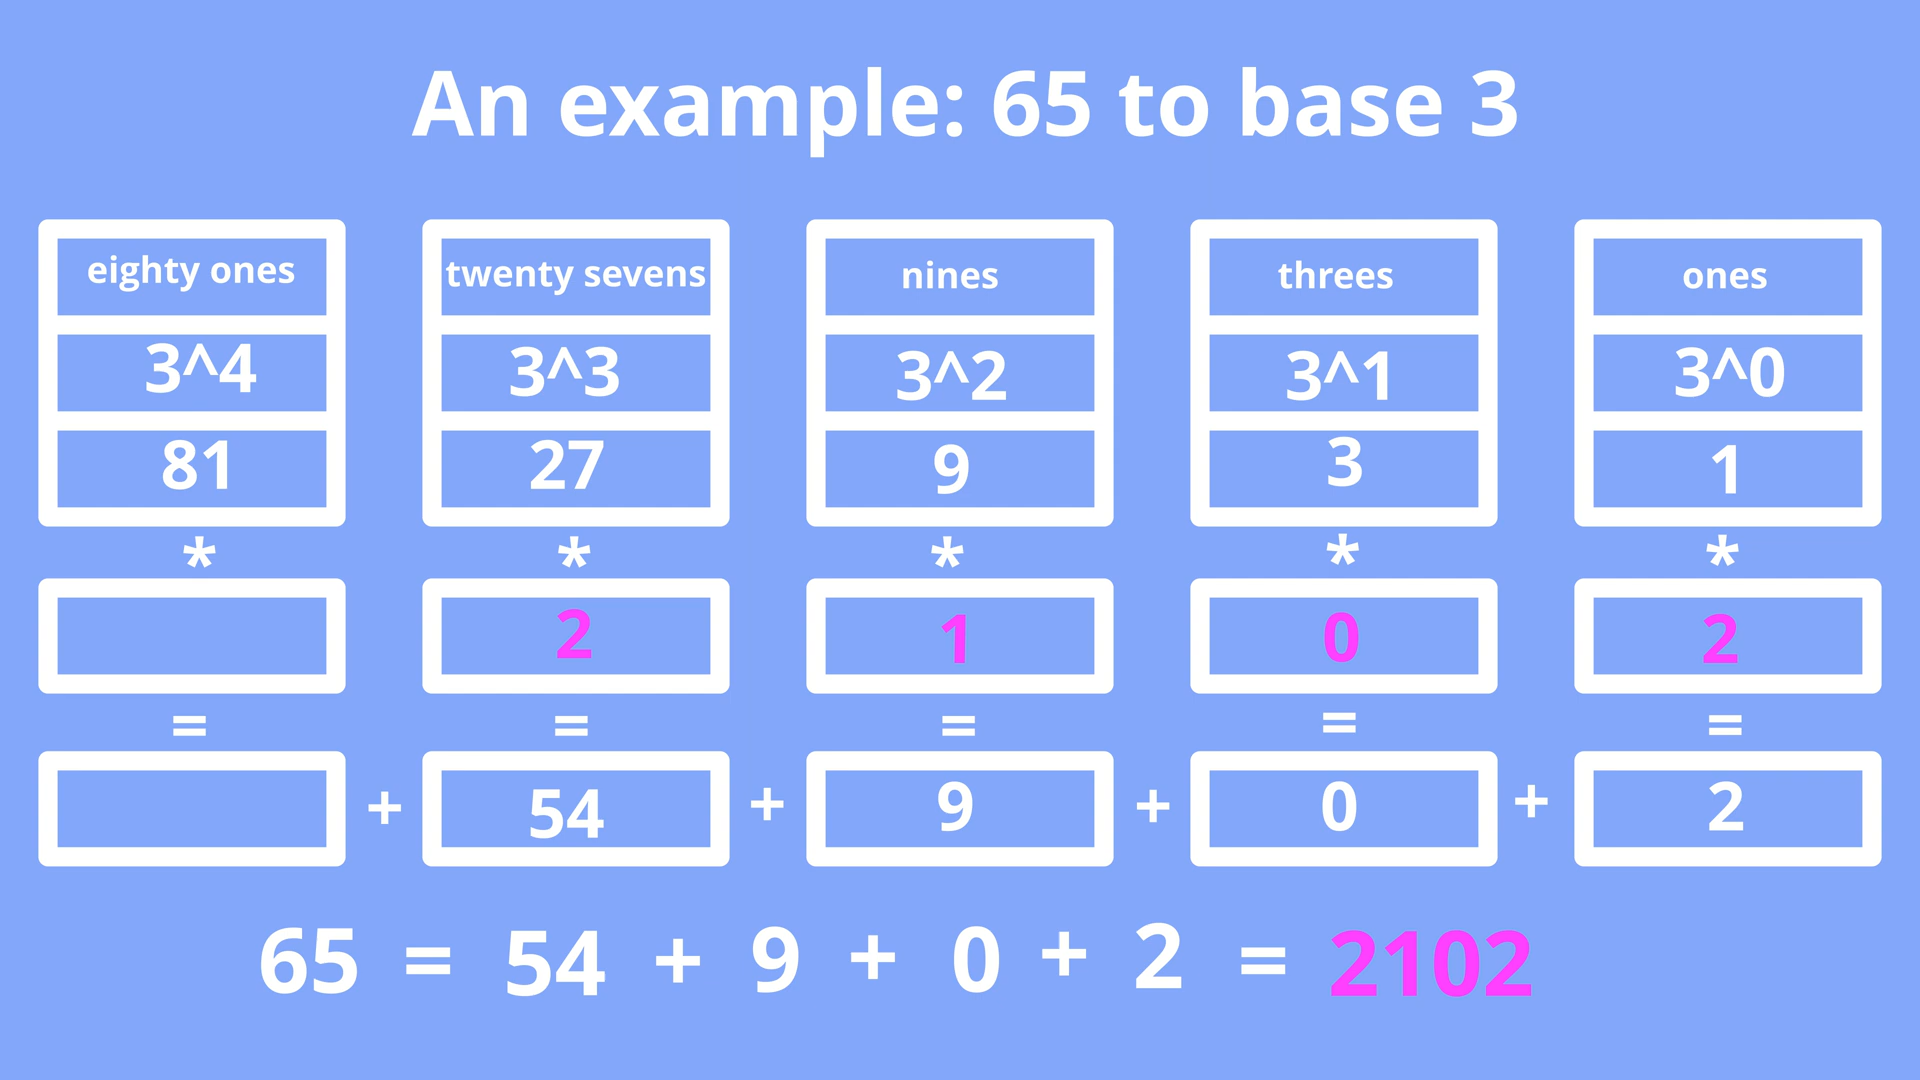 An example: 65 to base 3
eighty ones twenty sevens nines threes ones
3^4 3^3 3^2 3^1 3^0
81 27 9 3 1
* * * * *
2 1 0 2
= = = = =
+ 54 + 9 + 0 + 2
65 = 54 + 9 + 0 + 2 = 2102